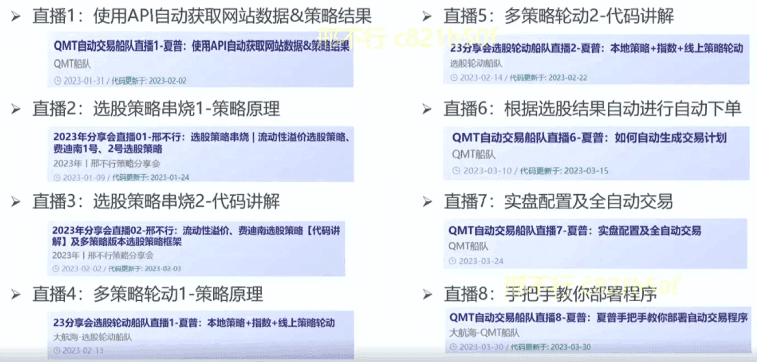 直播1：使用API自动获取网站数据&策略结果
QMT自动交易船队直播1-夏普：使用API自动获取网站数据&策略结果
QMT船队
2023-01-31 / 代码更新于: 2023-02-02
直播2：选股策略串烧1-策略原理
2023年分享会直播01-邢不行：选股策略串烧 | 流动性溢价选股策略、
费迪南1号、2号选股策略
2023年 | 邢不行策略分享会
2023-01-09 / 代码更新于: 2023-01-24
直播3：选股策略串烧2-代码讲解
2023年分享会直播02-邢不行：流动性溢价、费迪南选股策略【代码讲
解】及多策略版本选股策略框架
2023年 | 邢不行策略分享会
2023-02-02 / 代码更新于: 2023-02-03
直播4：多策略轮动1-策略原理
23分享会选股轮动船队直播1-夏普：本地策略+指数+线上策略轮动
大航海-选股轮动船队
2023-02-13
直播5：多策略轮动2-代码讲解
23分享会选股轮动船队直播2-夏普：本地策略+指数+线上策略轮动
选股轮动船队
2023-02-14 / 代码更新于: 2023-02-22
直播6：根据选股结果自动进行自动下单
QMT自动交易船队直播6-夏普：如何自动生成交易计划
QMT船队
2023-03-10 / 代码更新于: 2023-03-15
直播7：实盘配置及全自动交易
QMT自动交易船队直播7-夏普：实盘配置及全自动交易
QMT船队
2023-03-24
直播8：手把手教你部署程序
QMT自动交易船队直播8-夏普：夏普手把手教你部署自动交易程序
大航海-QMT船队
2023-03-30 / 代码更新于: 2023-03-30